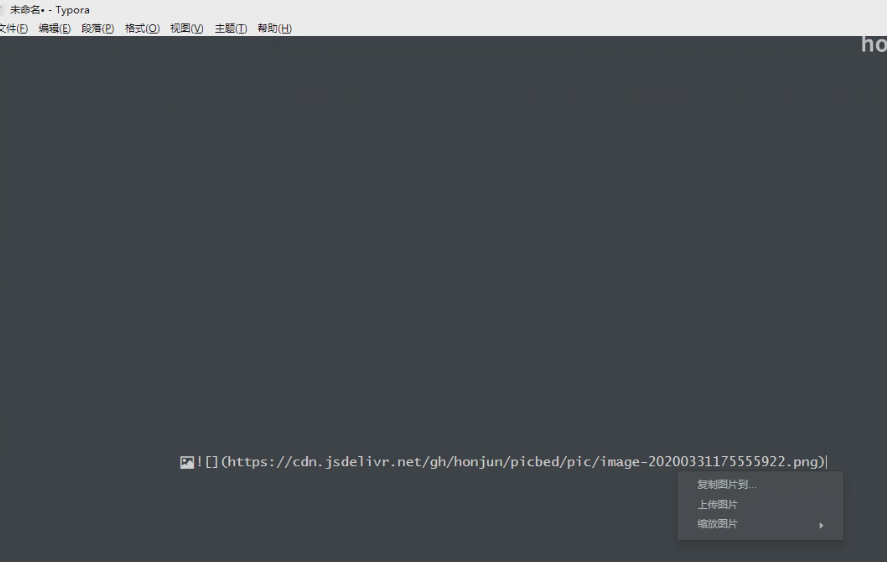 未命名• - Typora
文件(F) 编辑(E) 段落(P) 格式(O) 视图(V) 主题(T) 帮助(H)
ho
![](https://cdn.jsdelivr.net/gh/honjun/picbed/pic/image-20200331175555922.png)
复制图片到...
上传图片
缩放图片